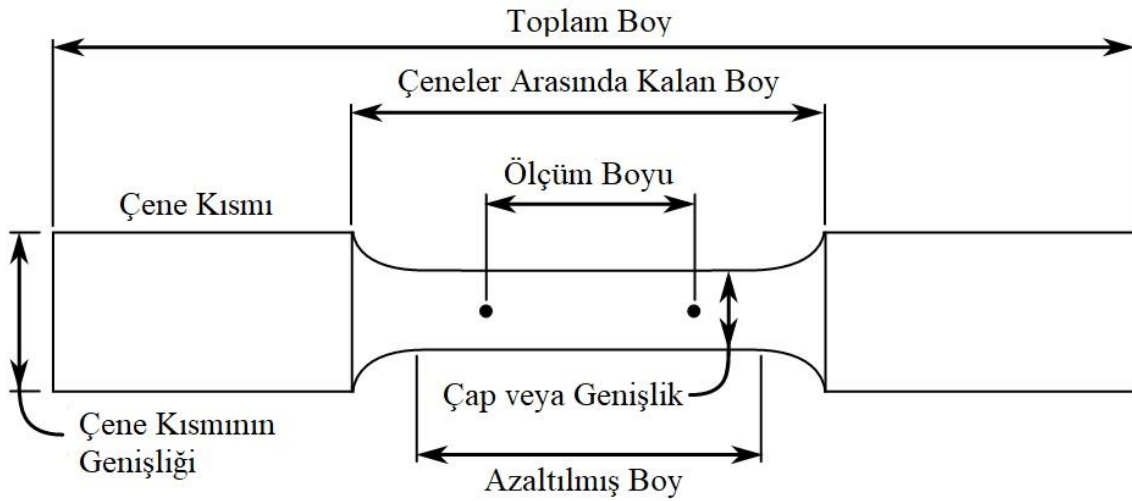 Toplam Boy
Çeneler Arasında Kalan Boy
Ölçüm Boyu
Çene Kısmı
Çap veya Genişlik
Çene Kısmının
Genişliği
Azaltılmış Boy